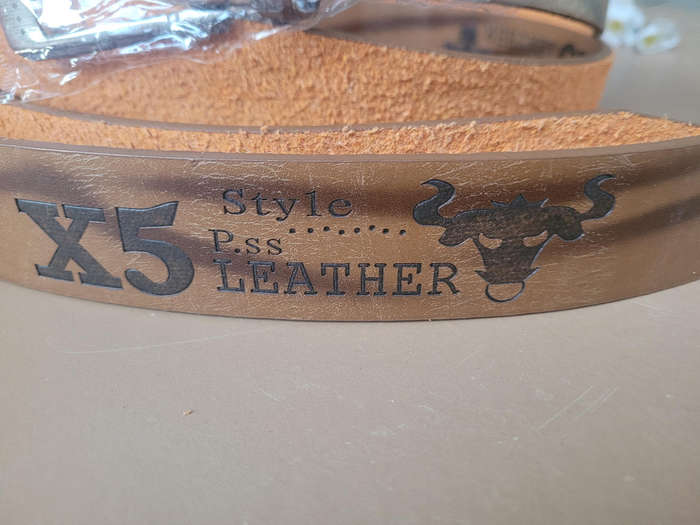 X5
Style
........
P.ss
LEATHER